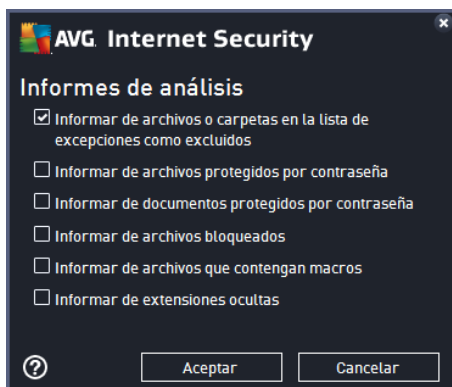 AVG. Internet Security
Informes de análisis
Informar de archivos o carpetas en la lista de
excepciones como excluidos
Informar de archivos protegidos por contraseña
Informar de documentos protegidos por contraseña
Informar de archivos bloqueados
Informar de archivos que contengan macros
Informar de extensiones ocultas
? Aceptar Cancelar